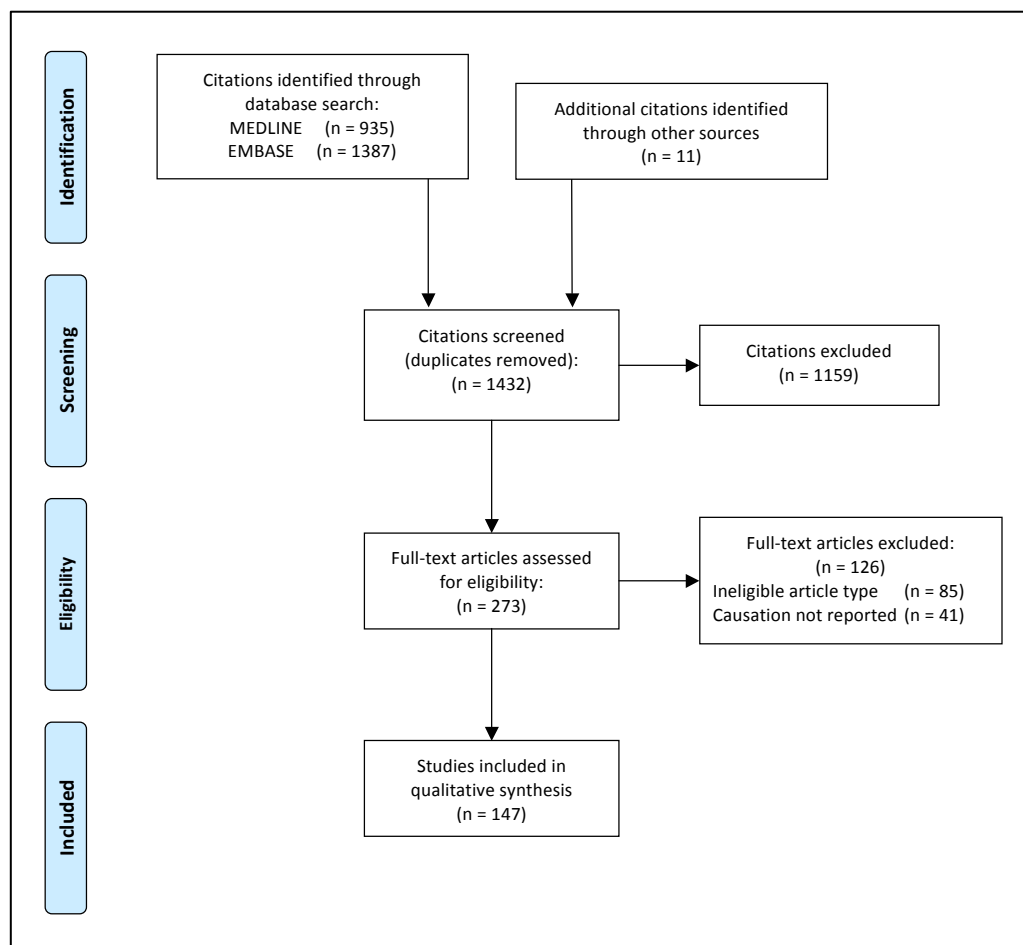 Identification
Citations identified through
database search:
MEDLINE (n = 935)
EMBASE (n = 1387)
Additional citations identified
through other sources
(n = 11)
Screening
Citations screened
(duplicates removed):
(n = 1432)
Citations excluded
(n = 1159)
Eligibility
Full-text articles assessed
for eligibility:
(n = 273)
Full-text articles excluded:
(n = 126)
Ineligible article type (n = 85)
Causation not reported (n = 41)
Included
Studies included in
qualitative synthesis
(n = 147)